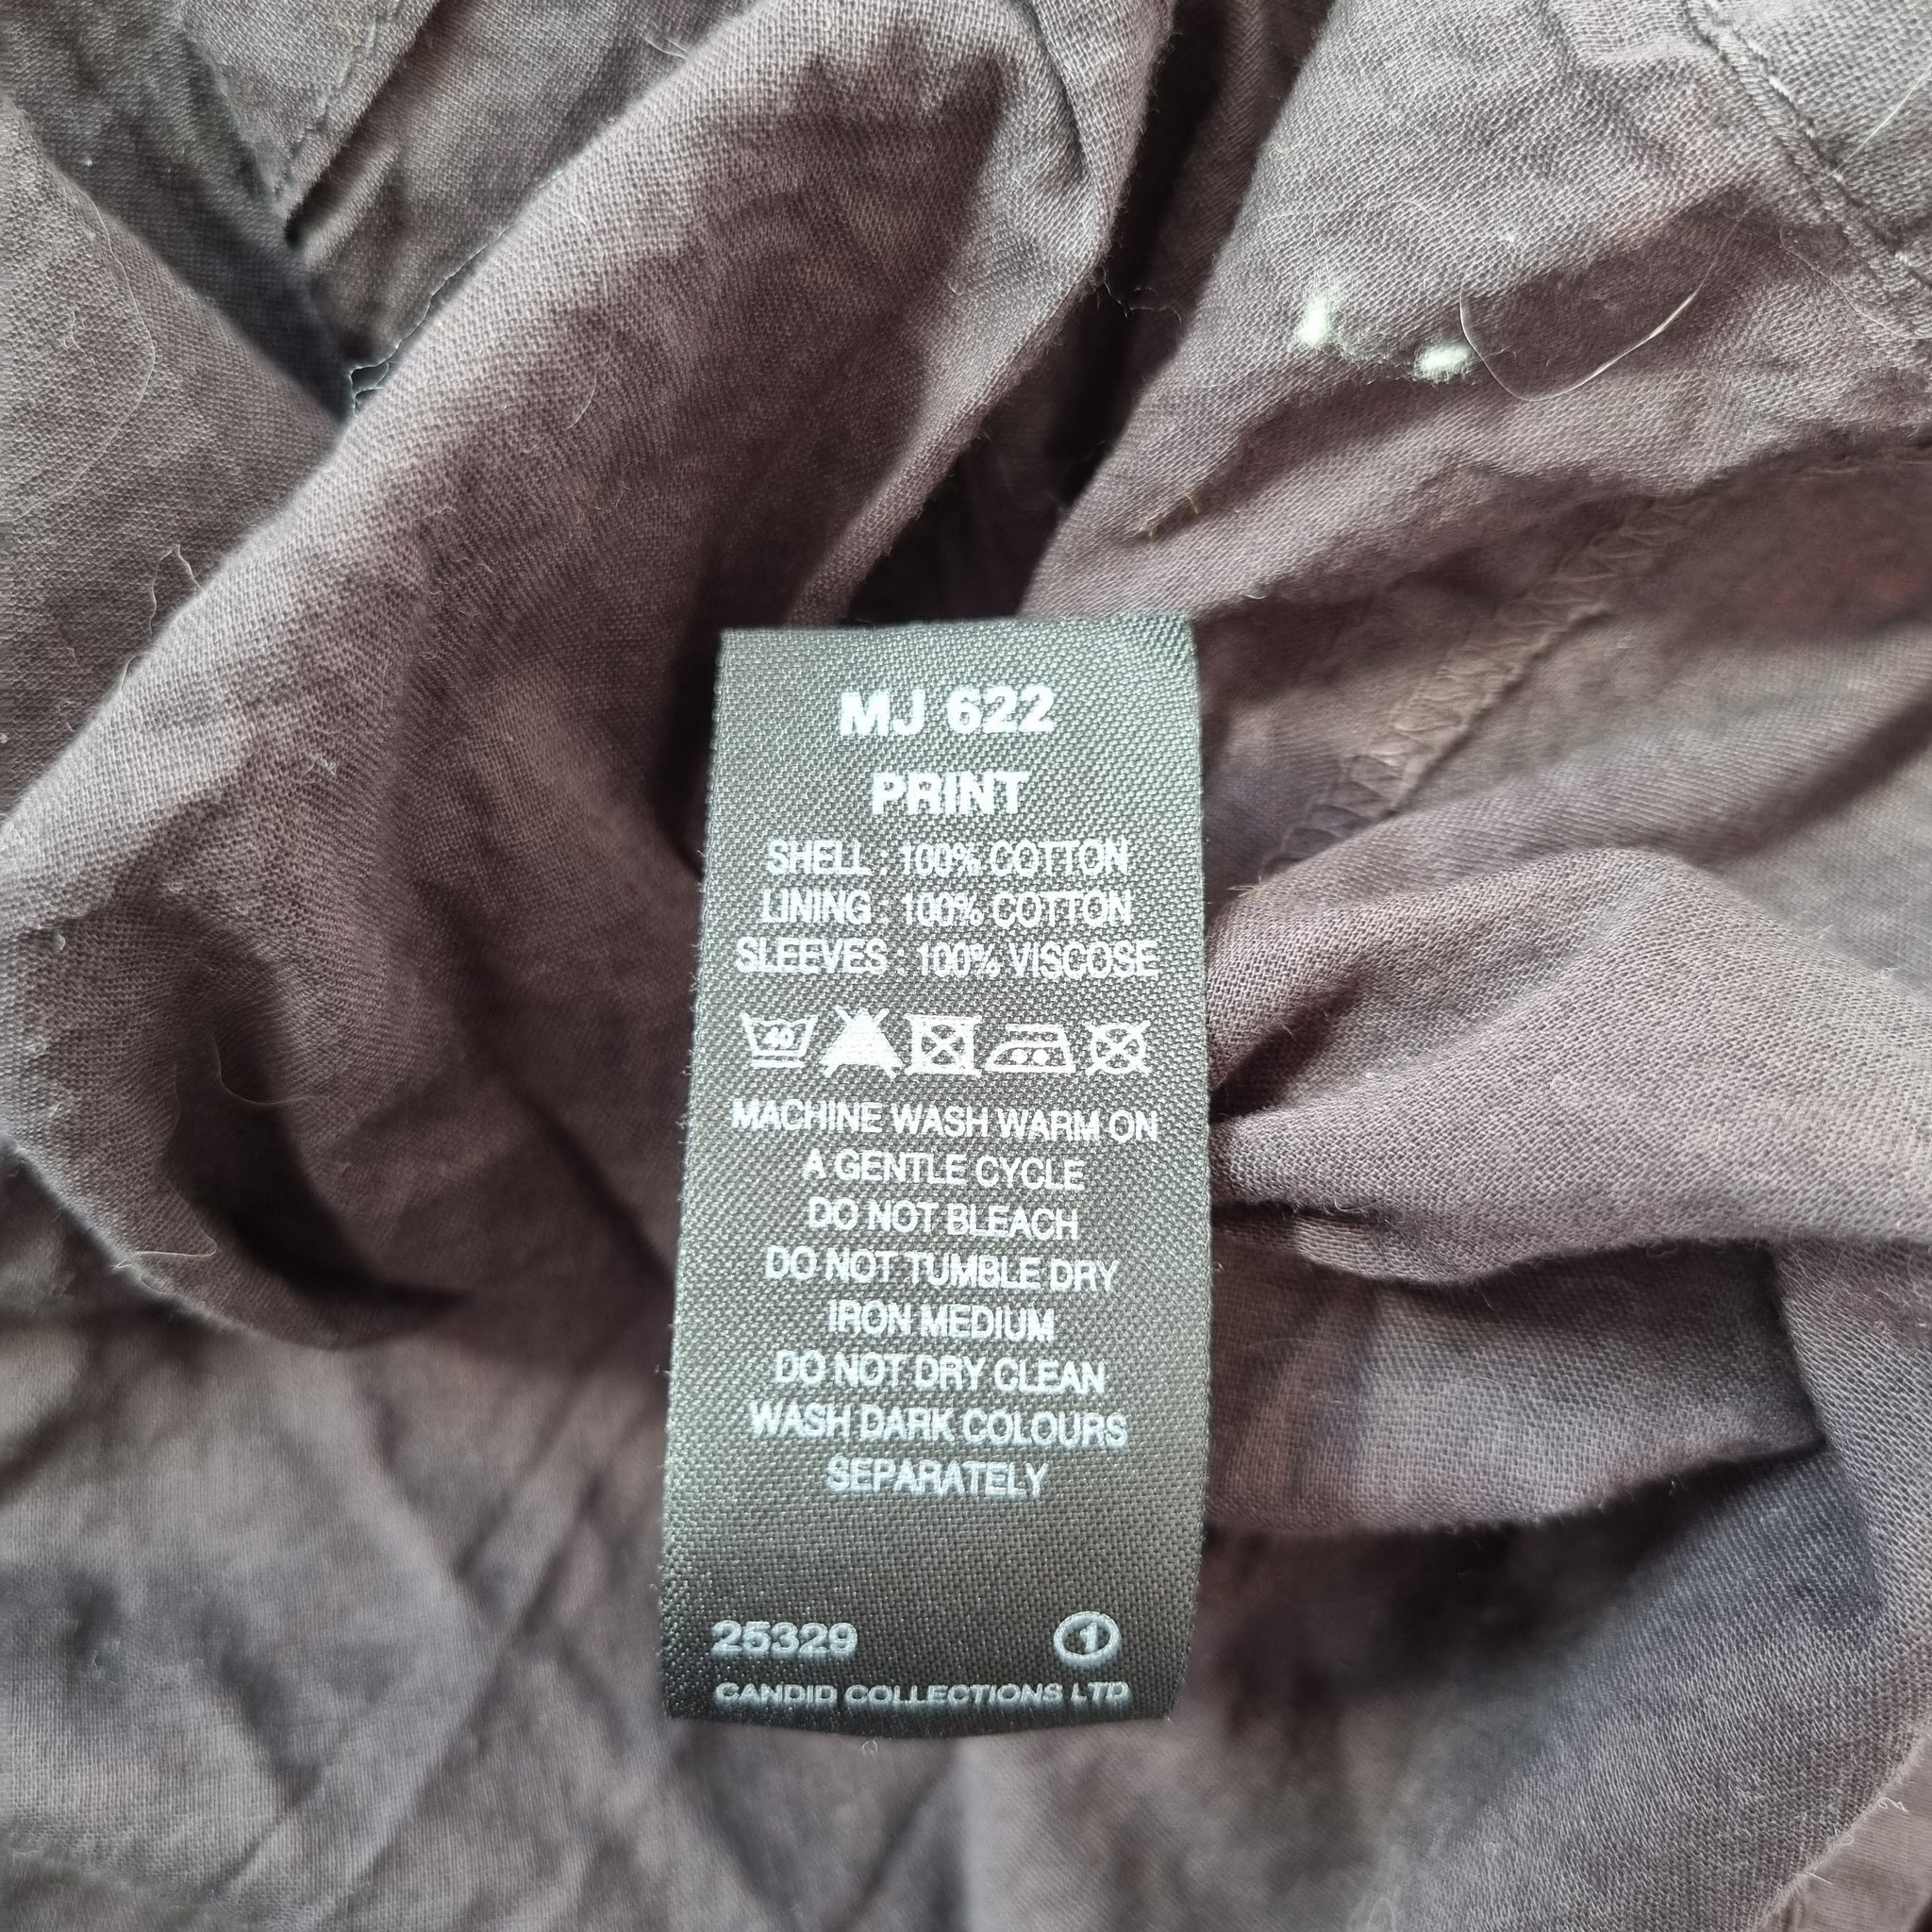 MJ 622
PRINT
SHELL : 100% COTTON
LINING : 100% COTTON
SLEEVES : 100% VISCOSE
40
MACHINE WASH WARM ON
A GENTLE CYCLE
DO NOT BLEACH
DO NOT TUMBLE DRY
IRON MEDIUM
DO NOT DRY CLEAN
WASH DARK COLOURS
SEPARATELY
25329 1
CANDID COLLECTIONS LTD